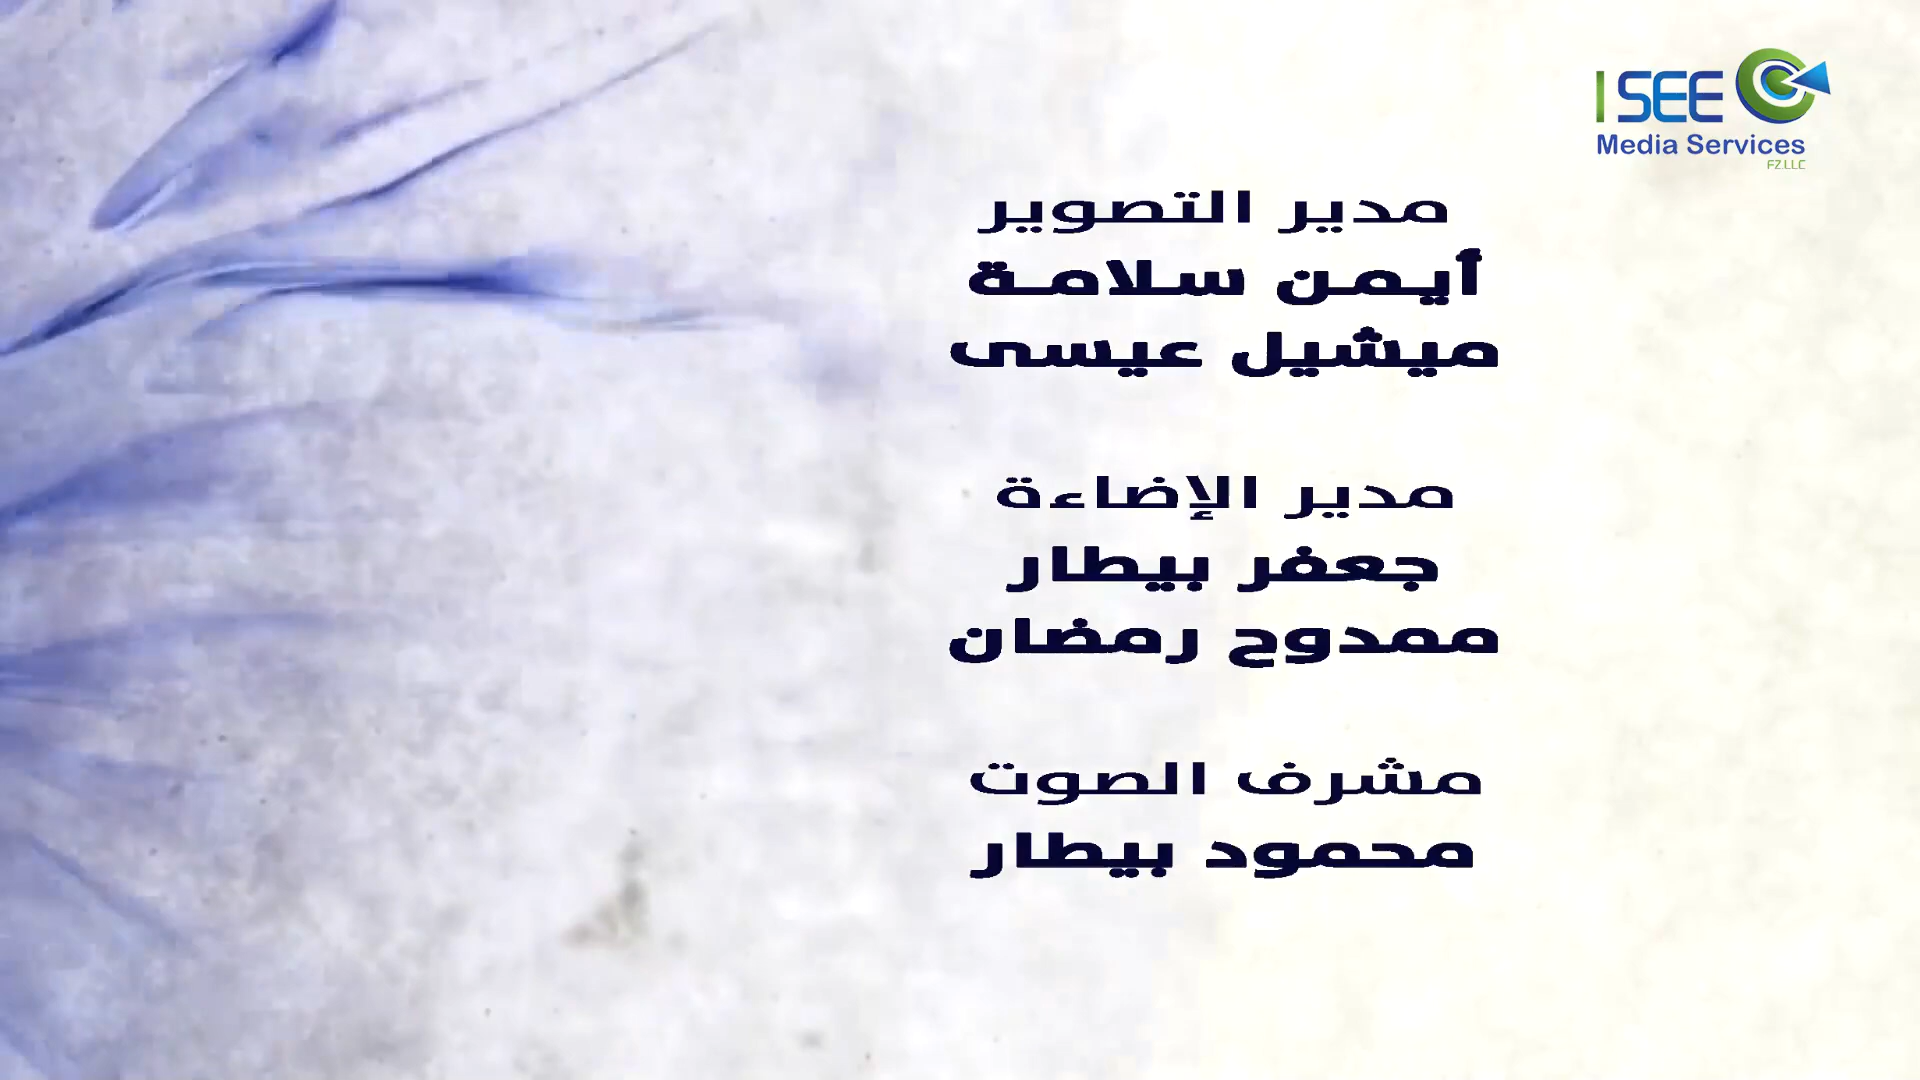 I SEE
Media Services
FZ.LLC
مدير التصوير
أيمن سلامة
ميشيل عيسى
مدير الإضاءة
جعفر بيطار
ممدوح رمضان
مشرف الصوت
محمود بيطار